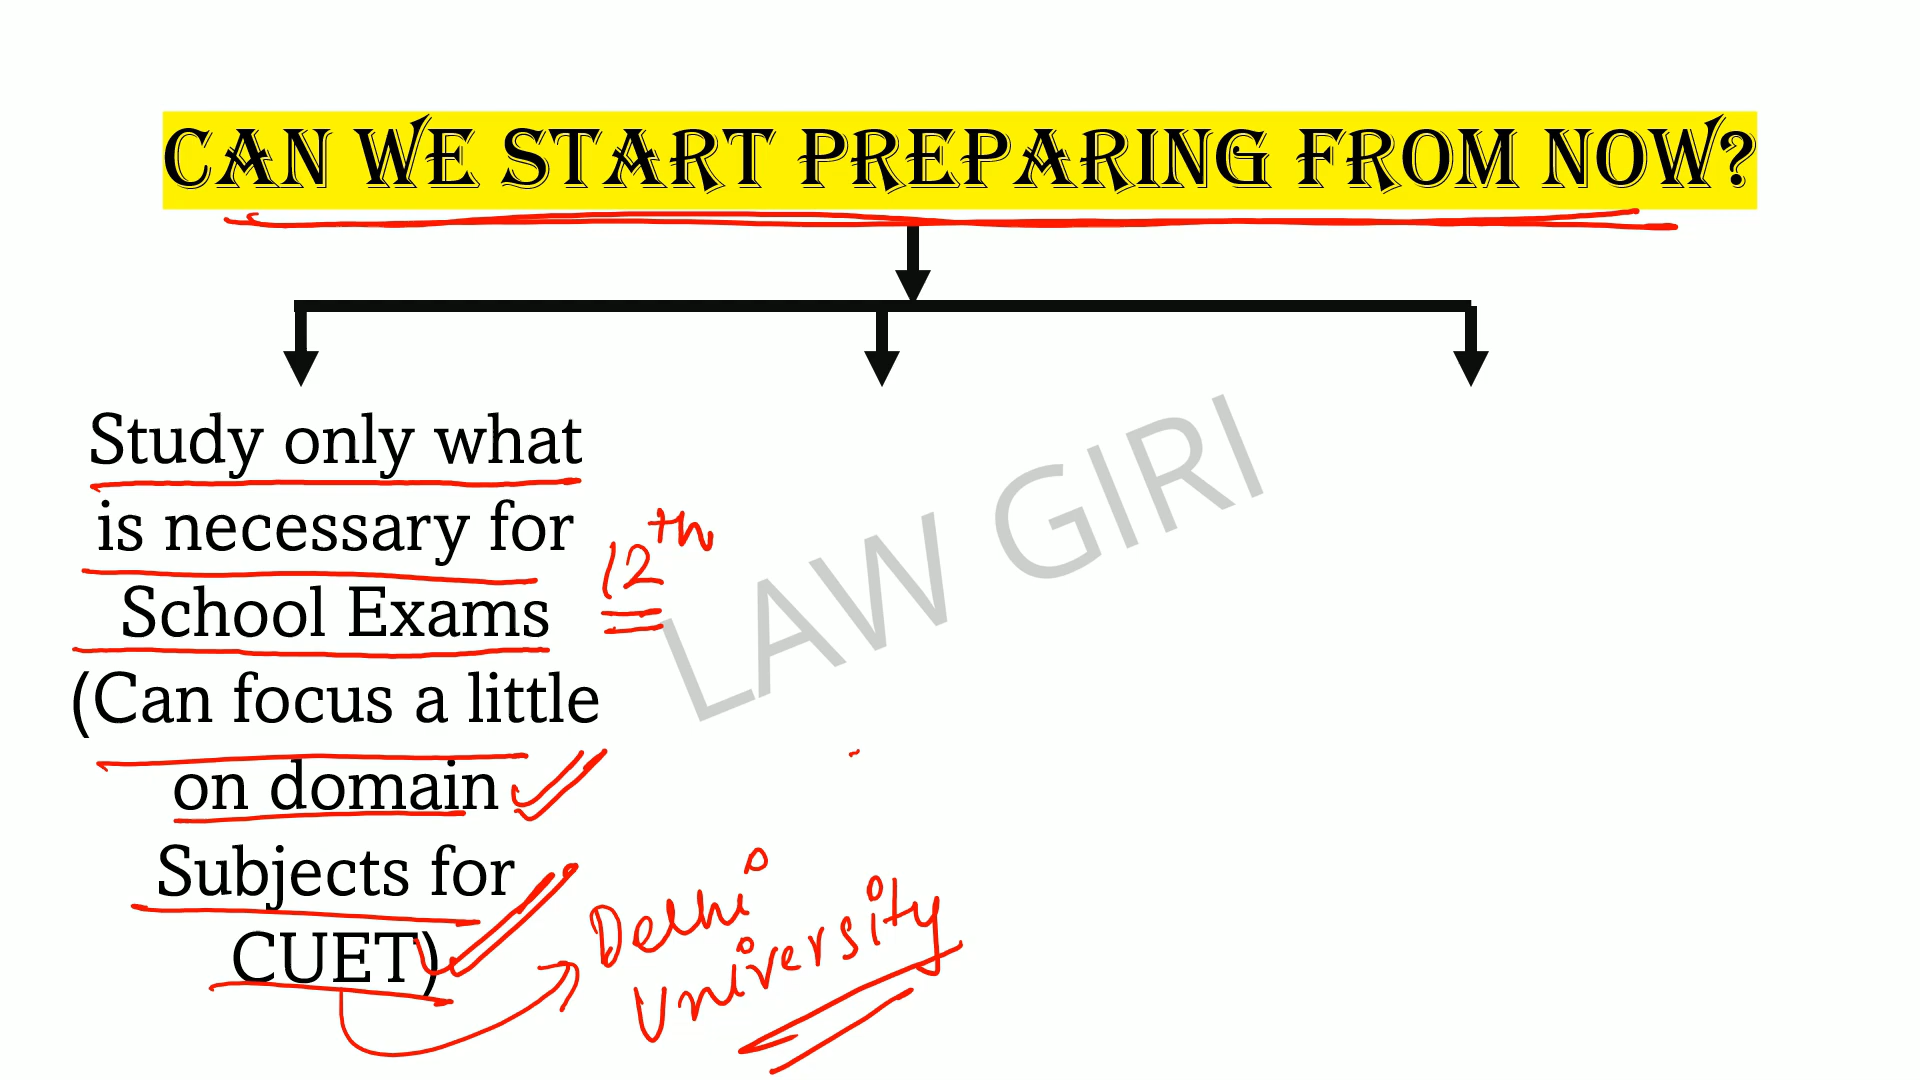 CAN WE START PREPARING FROM NOW?
Study only what
is necessary for
School Exams
(Can focus a little
on domain
Subjects for
CUET)
12th
Delhi
University
LAW GIRI